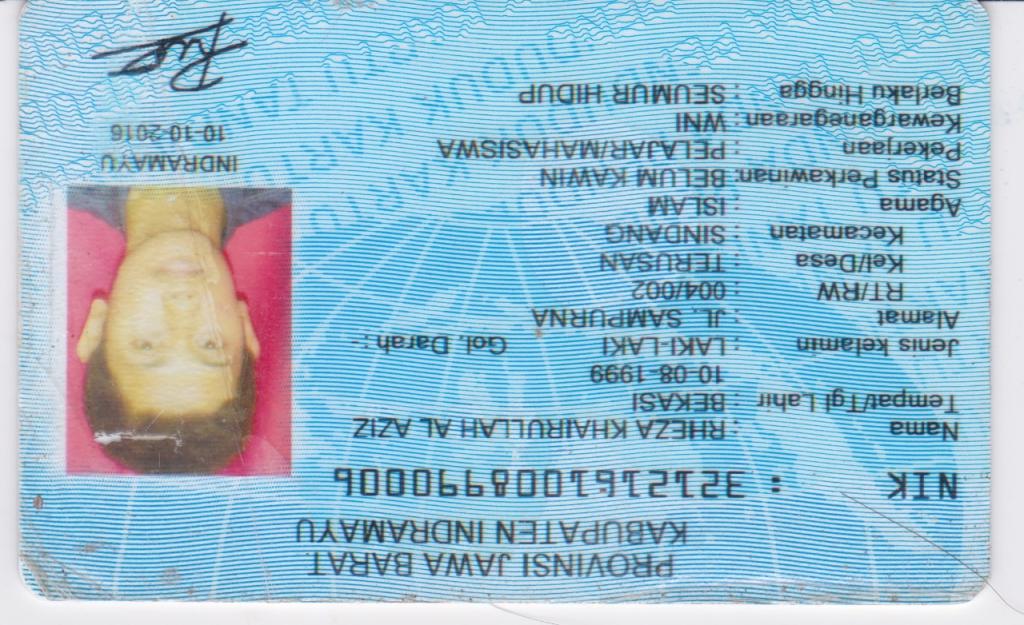 PROVINSI JAWA BARAT
KABUPATEN INDRAMAYU
NIK : 3212161008990006
Nama : RHEZA KHAIRULLAH AL AZIZ
Tempat/Tgl Lahir : BEKASI
10-08-1999
Jenis kelamin : LAKI-LAKI Gol. Darah : -
Alamat : JL. SAMPURNA
RT/RW : 004/002
Kel/Desa : TERUSAN
Kecamatan : SINDANG
Agama : ISLAM
Status Perkawinan: BELUM KAWIN
Pekerjaan : PELAJAR/MAHASISWA
Kewarganegaraan: WNI
Berlaku Hingga : SEUMUR HIDUP
INDRAMAYU
10-10-2016